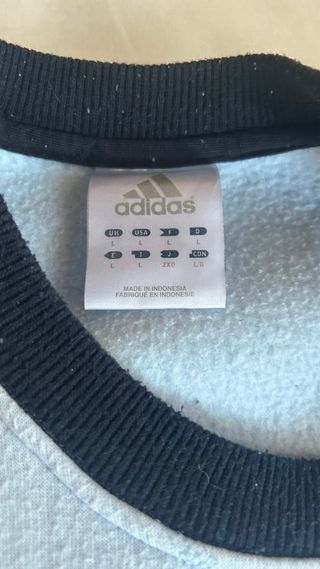 adidas
UK USA F D
L L L L
E I J CDN
L L 2XO L/G
MADE IN INDONESIA
FABRIQUÉ EN INDONESIE